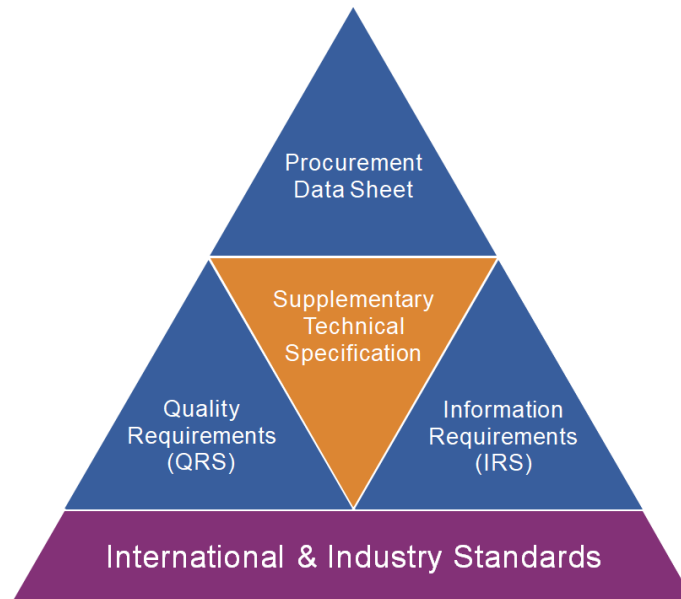 Procurement
Data Sheet
Supplementary
Technical
Specification
Quality
Requirements
(QRS)
Information
Requirements
(IRS)
International & Industry Standards